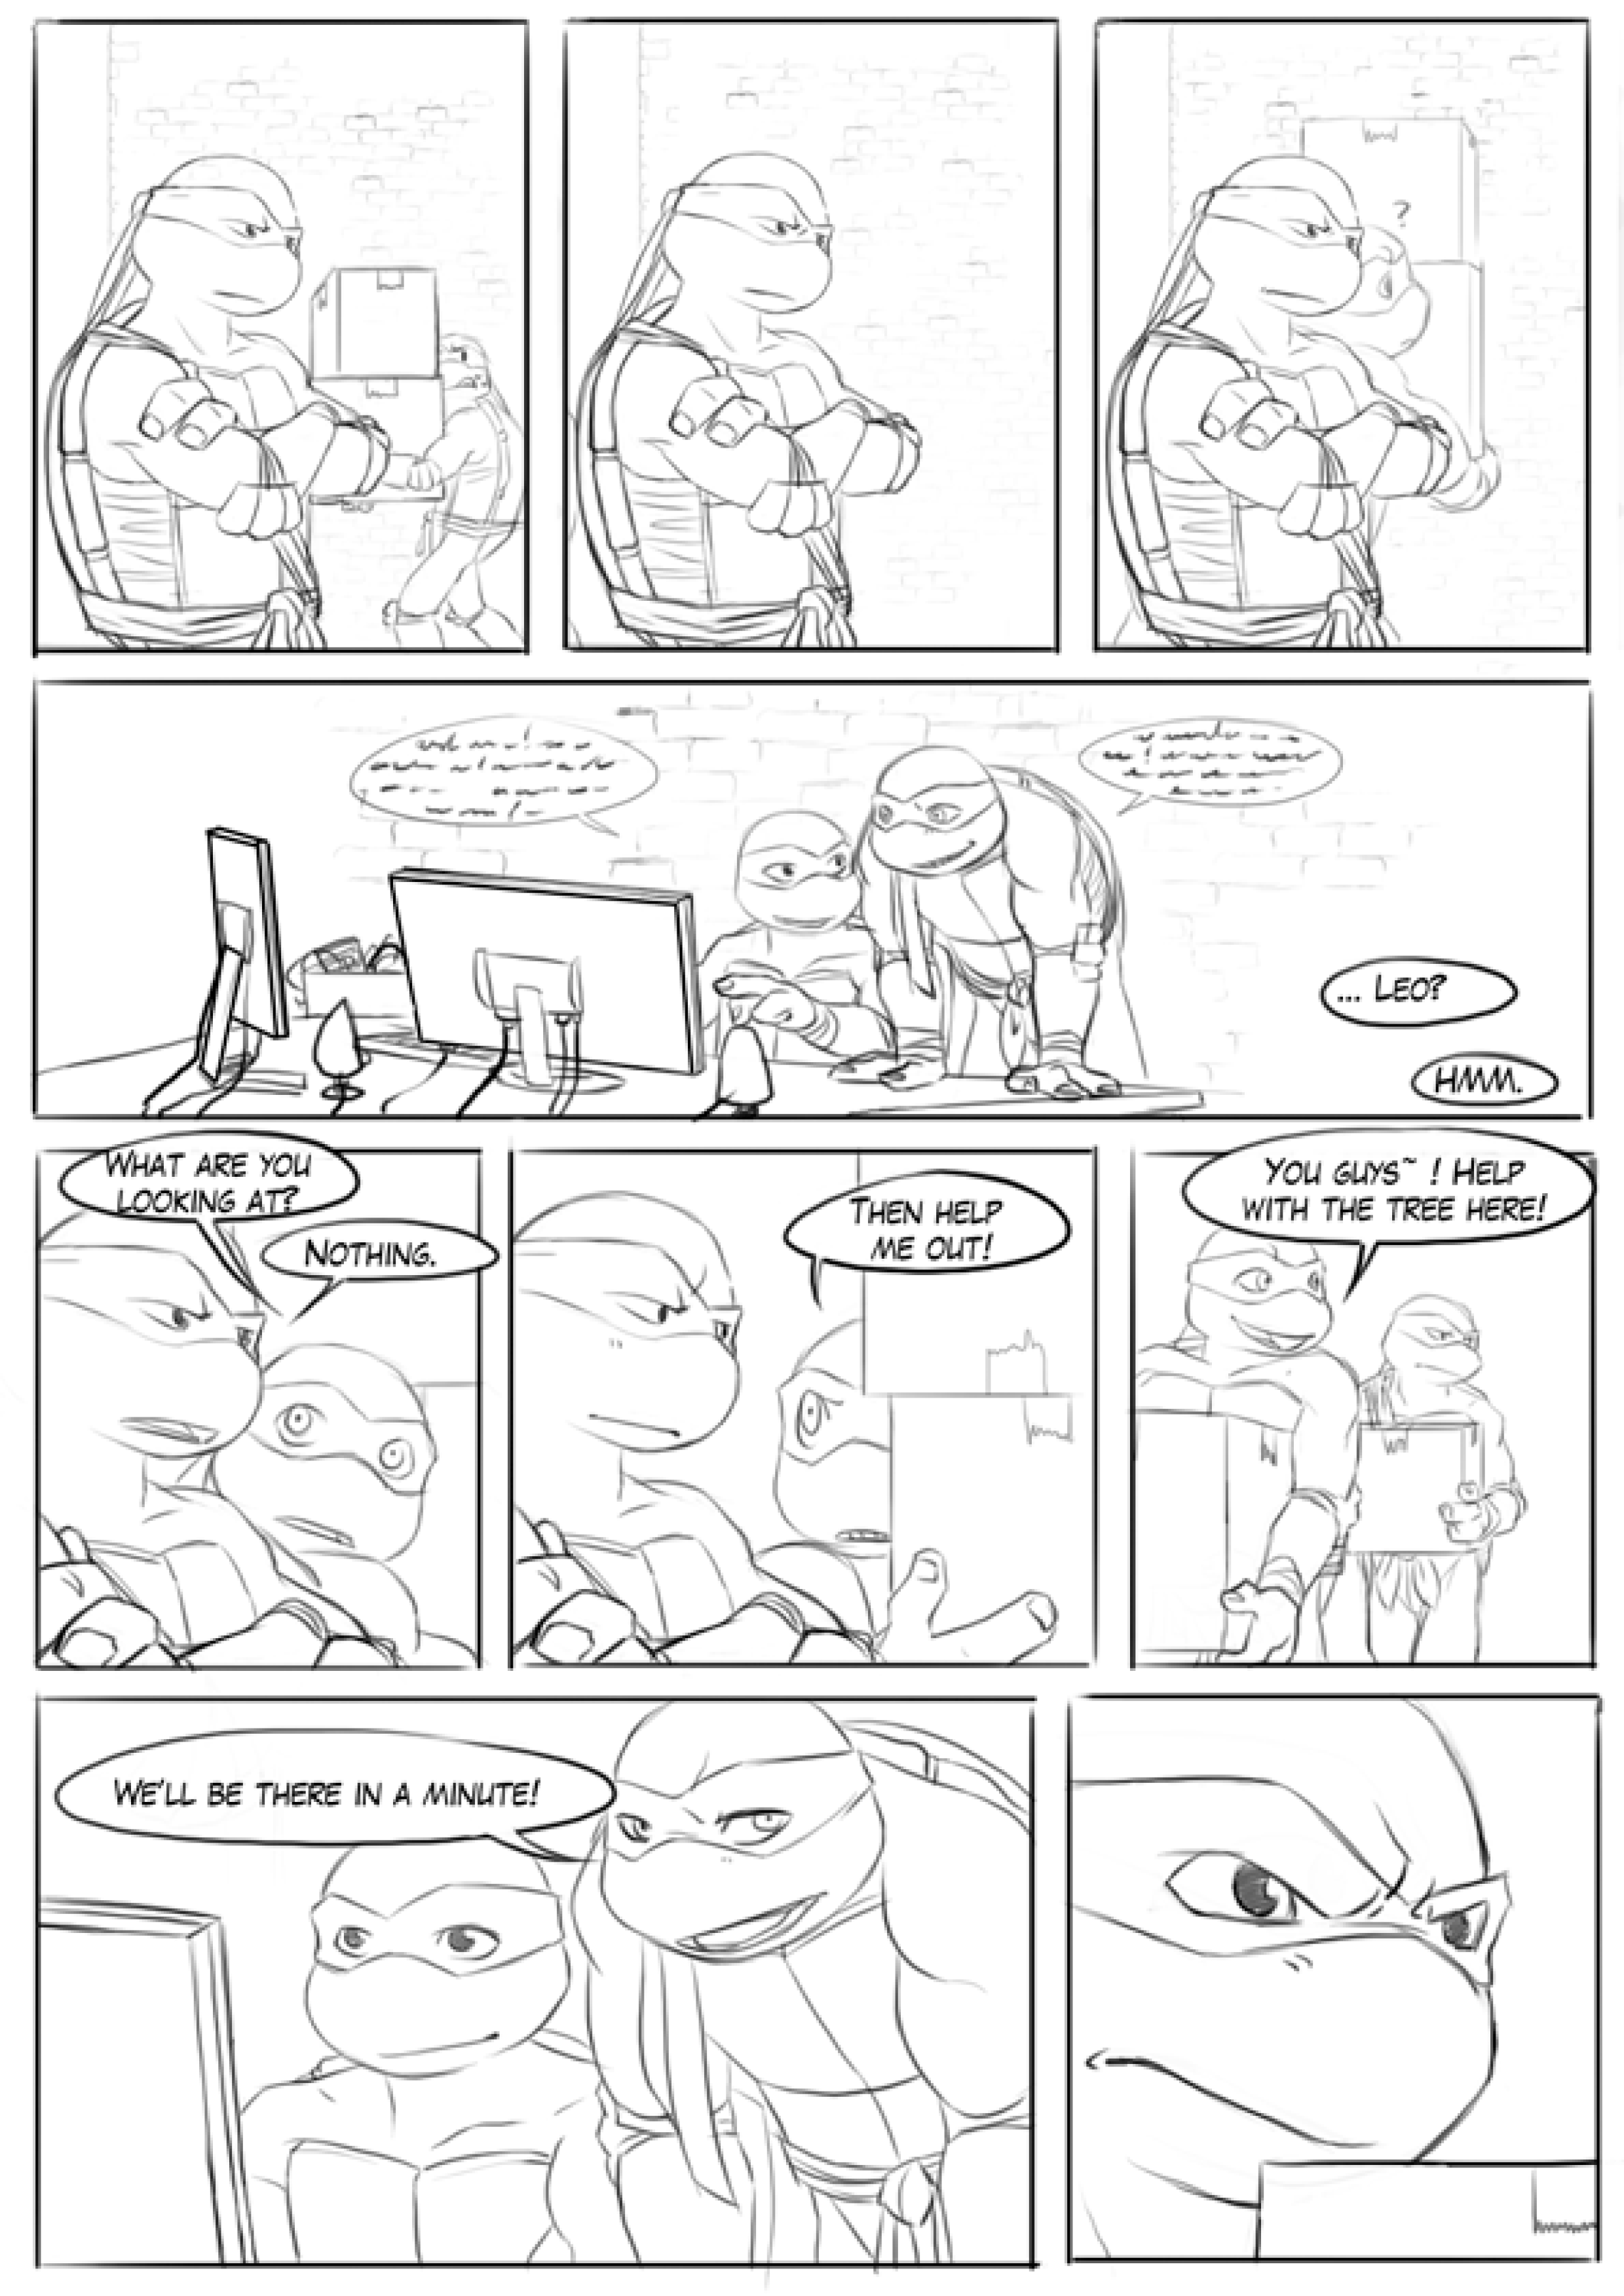 ?
... Leo?
Hmm.
What are you
looking at?
Nothing.
Then help
me out!
You guys~ ! Help
with the tree here!
We'll be there in a minute!